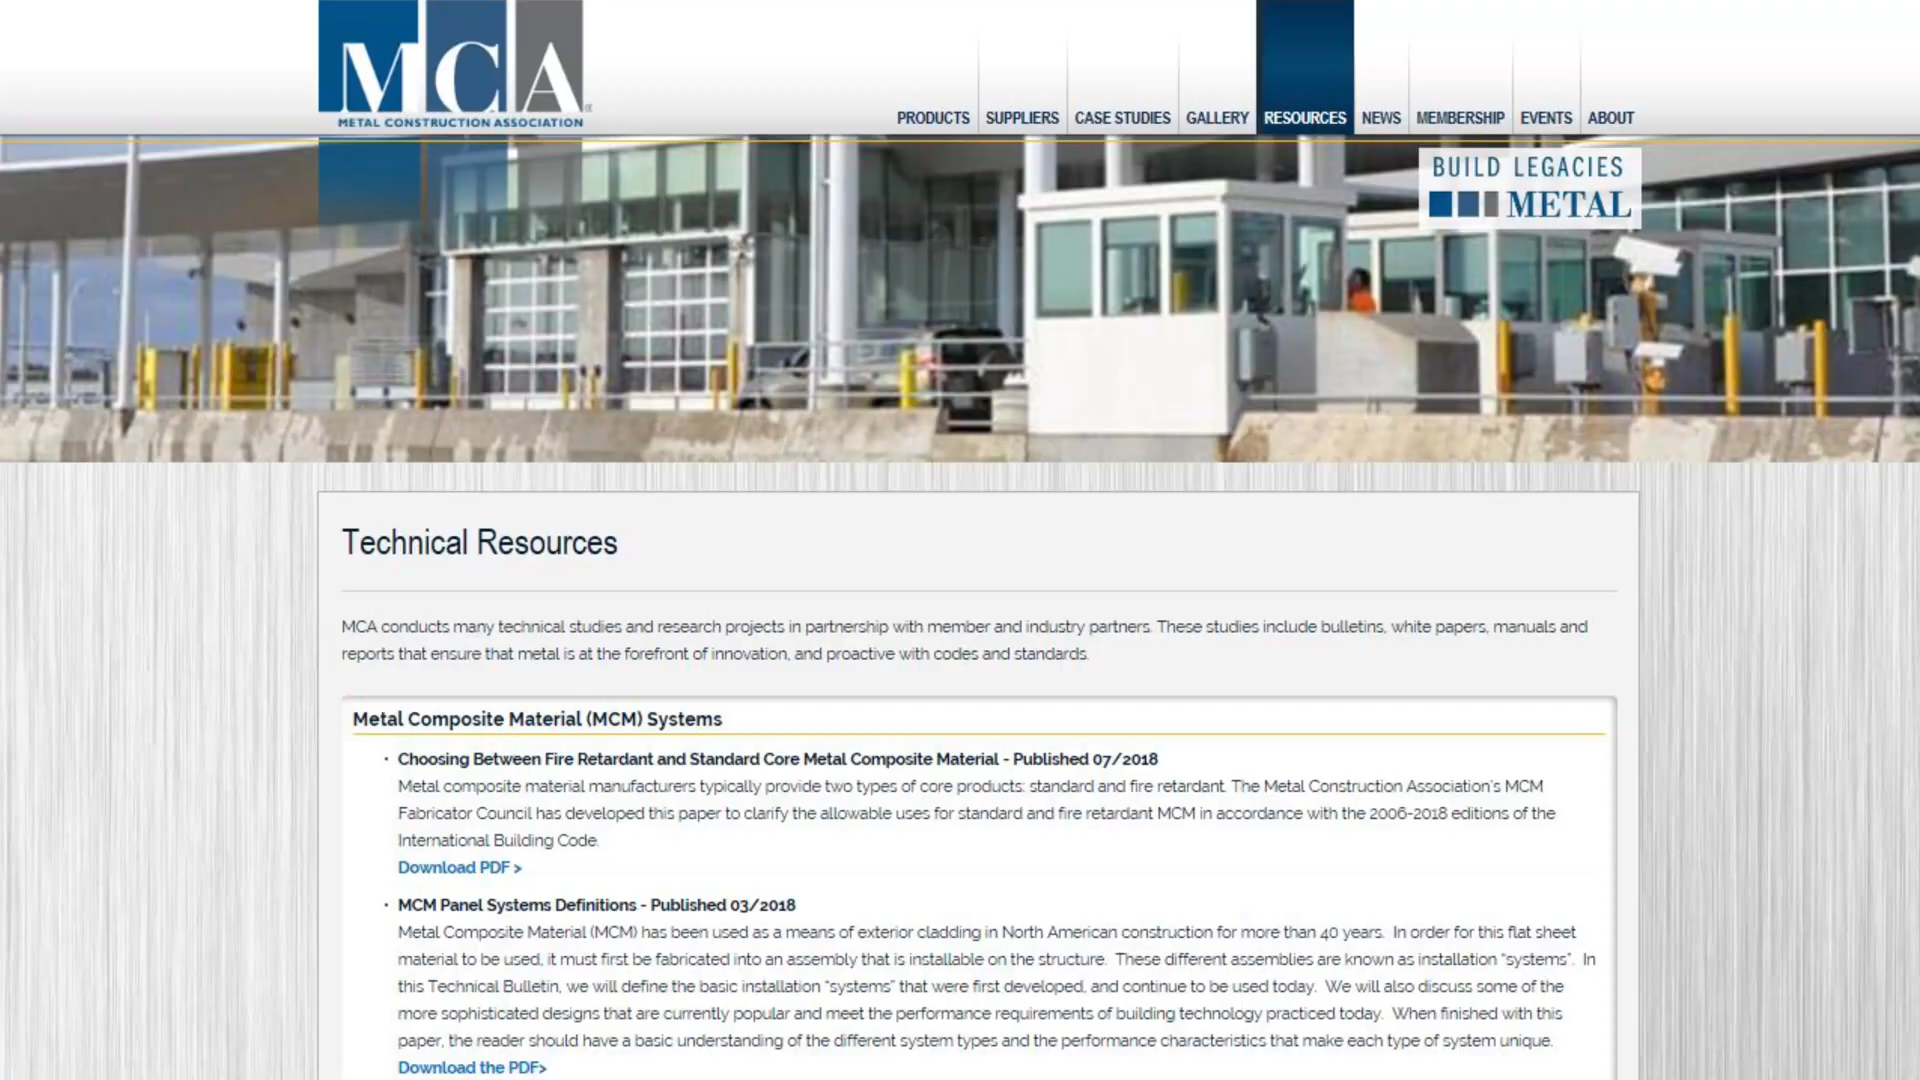 MCA
METAL CONSTRUCTION ASSOCIATION
PRODUCTS
SUPPLIERS
CASE STUDIES
GALLERY
RESOURCES
NEWS
MEMBERSHIP
EVENTS
ABOUT
BUILD LEGACIES
METAL
Technical Resources
MCA conducts many technical studies and research projects in partnership with member and industry partners. These studies include bulletins, white papers, manuals and
reports that ensure that metal is at the forefront of innovation, and proactive with codes and standards.
Metal Composite Material (MCM) Systems
• Choosing Between Fire Retardant and Standard Core Metal Composite Material - Published 07/2018
Metal composite material manufacturers typically provide two types of core products: standard and fire retardant. The Metal Construction Association's MCM
Fabricator Council has developed this paper to clarify the allowable uses for standard and fire retardant MCM in accordance with the 2006-2018 editions of the
International Building Code.
Download PDF >
• MCM Panel Systems Definitions - Published 03/2018
Metal Composite Material (MCM) has been used as a means of exterior cladding in North American construction for more than 40 years. In order for this flat sheet
material to be used, it must first be fabricated into an assembly that is installable on the structure. These different assemblies are known as installation "systems". In
this Technical Bulletin, we will define the basic installation "systems" that were first developed, and continue to be used today. We will also discuss some of the
more sophisticated designs that are currently popular and meet the performance requirements of building technology practiced today. When finished with this
paper, the reader should have a basic understanding of the different system types and the performance characteristics that make each type of system unique.
Download the PDF>